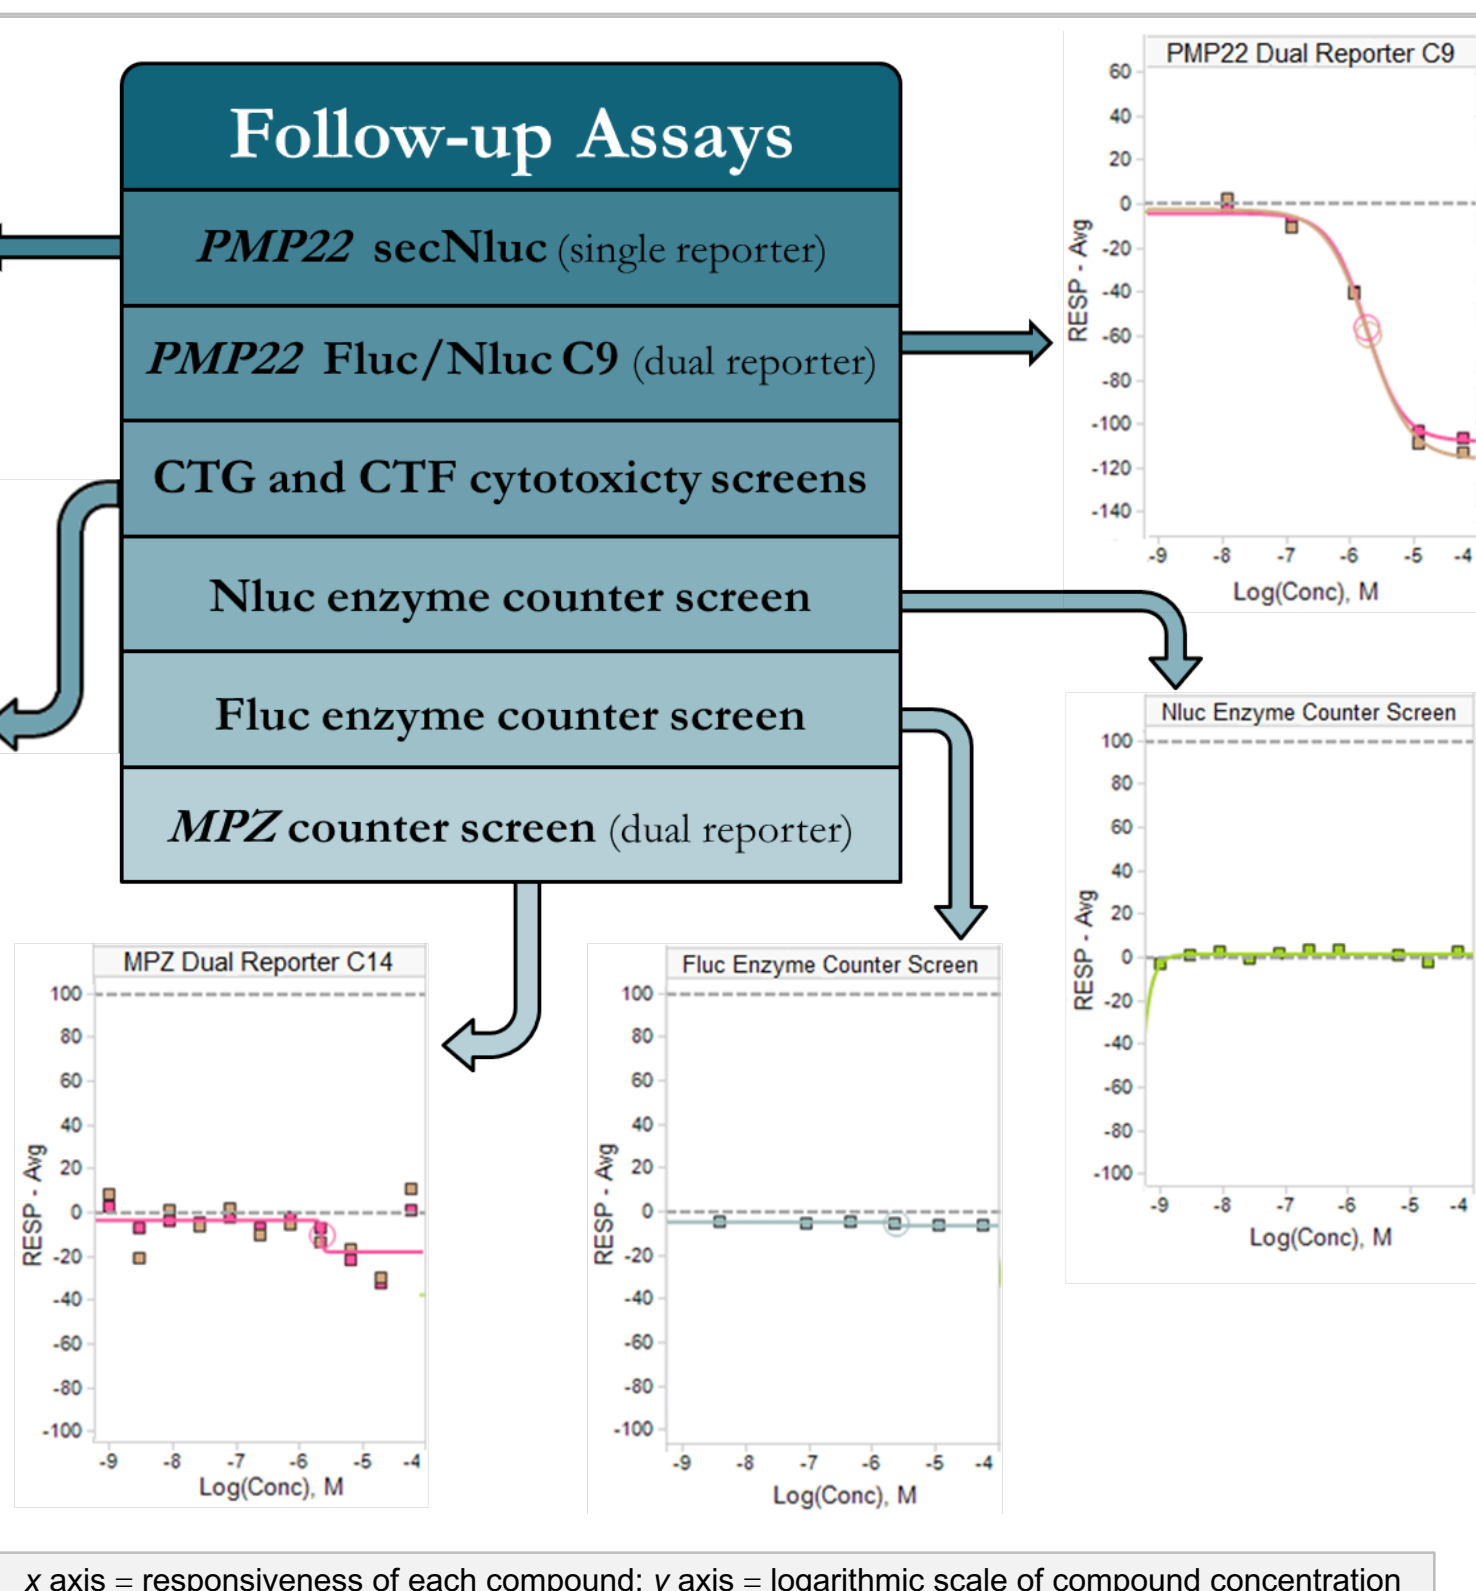 Follow-up Assays
PMP22 secNluc (single reporter)
PMP22 Fluc/Nluc C9 (dual reporter)
CTG and CTF cytotoxicty screens
Nluc enzyme counter screen
Fluc enzyme counter screen
MPZ counter screen (dual reporter)
PMP22 Dual Reporter C9
60
40
20
0
-20
-40
-60
-80
-100
-120
-140
RESP - Avg
-9 -8 -7 -6 -5 -4
Log(Conc), M
Nluc Enzyme Counter Screen
100
80
60
40
20
0
-20
-40
-60
-80
-100
RESP - Avg
-9 -8 -7 -6 -5 -4
Log(Conc), M
MPZ Dual Reporter C14
100
80
60
40
20
0
-20
-40
-60
-80
-100
RESP - Avg
-9 -8 -7 -6 -5 -4
Log(Conc), M
Fluc Enzyme Counter Screen
100
80
60
40
20
0
-20
-40
-60
-80
-100
RESP - Avg
-9 -8 -7 -6 -5 -4
Log(Conc), M
x axis = responsiveness of each compound; y axis = logarithmic scale of compound concentration